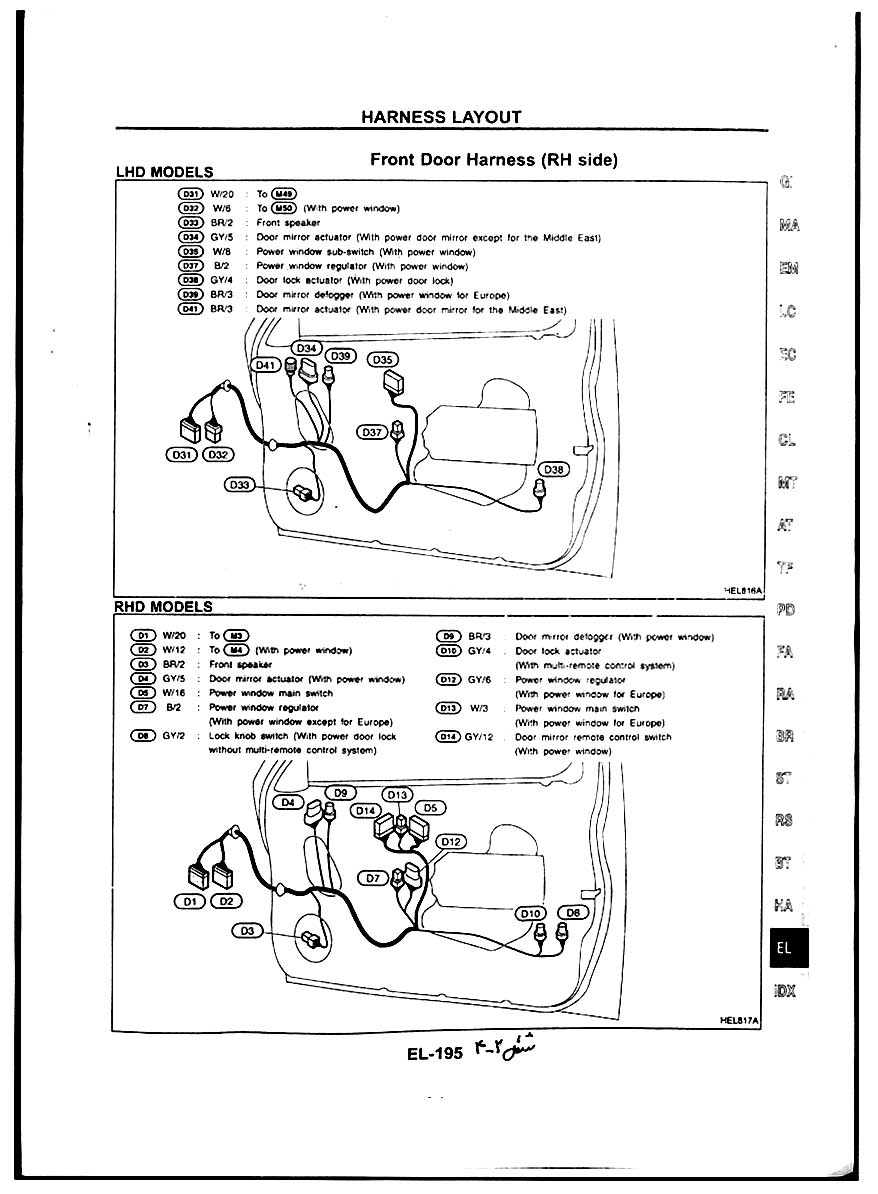 HARNESS LAYOUT
Front Door Harness (RH side)
LHD MODELS
D31 W/20 : To M49
D32 W/6 : To M50 (With power window)
D33 BR/2 : Front speaker
D34 GY/5 : Door mirror actuator (With power door mirror except for the Middle East)
D35 W/8 : Power window sub-switch (With power window)
D37 B/2 : Power window regulator (With power window)
D38 GY/4 : Door lock actuator (With power door lock)
D39 BR/3 : Door mirror defogger (With power window for Europe)
D41 BR/3 : Door mirror actuator (With power door mirror for the Middle East)
D41 D34 D39 D35
D37
D31 D32
D38
D33
HEL816A
RHD MODELS
D1 W/20 : To M3
D2 W/12 : To M4 (With power window)
D3 BR/2 : Front speaker
D4 GY/5 : Door mirror actuator (With power window)
D5 W/16 : Power window main switch
D7 B/2 : Power window regulator
(With power window except for Europe)
D8 GY/2 : Lock knob switch (With power door lock
without multi-remote control system)
D9 BR/3 : Door mirror defogger (With power window)
D10 GY/4 : Door lock actuator
(With multi-remote control system)
D12 GY/6 : Power window regulator
(With power window for Europe)
D13 W/3 : Power window main switch
(With power window for Europe)
D14 GY/12 : Door mirror remote control switch
(With power window)
D4 D9 D14 D13 D5
D12
D7
D1 D2
D10 D8
D3
HEL817A
GI
MA
EM
LC
EC
FE
CL
MT
AT
TF
PD
FA
RA
BR
ST
RS
BT
HA
EL
IDX
EL-195